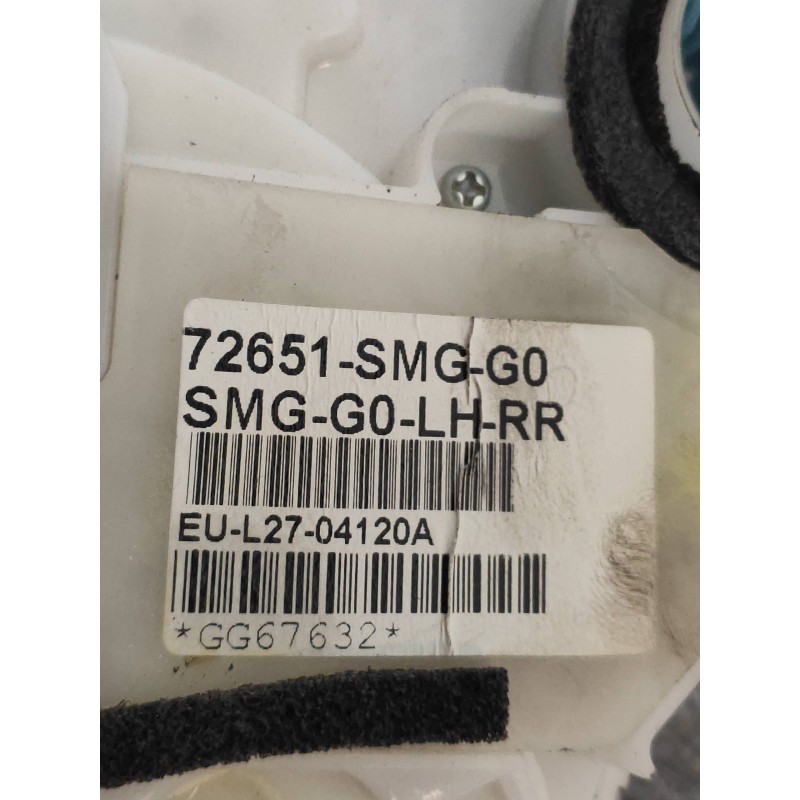 72651-SMG-G0
SMG-G0-LH-RR
EU-L27-04120A
*GG67632*